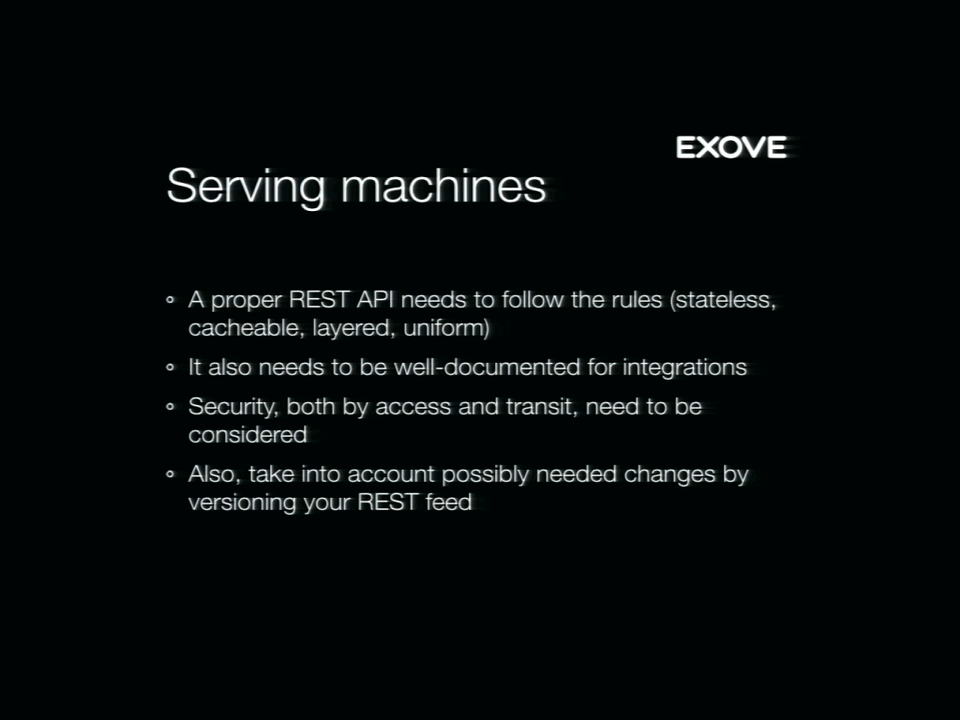 EXOVE
Serving machines
° A proper REST API needs to follow the rules (stateless,
cacheable, layered, uniform)
° It also needs to be well-documented for integrations
° Security, both by access and transit, need to be
considered
° Also, take into account possibly needed changes by
versioning your REST feed